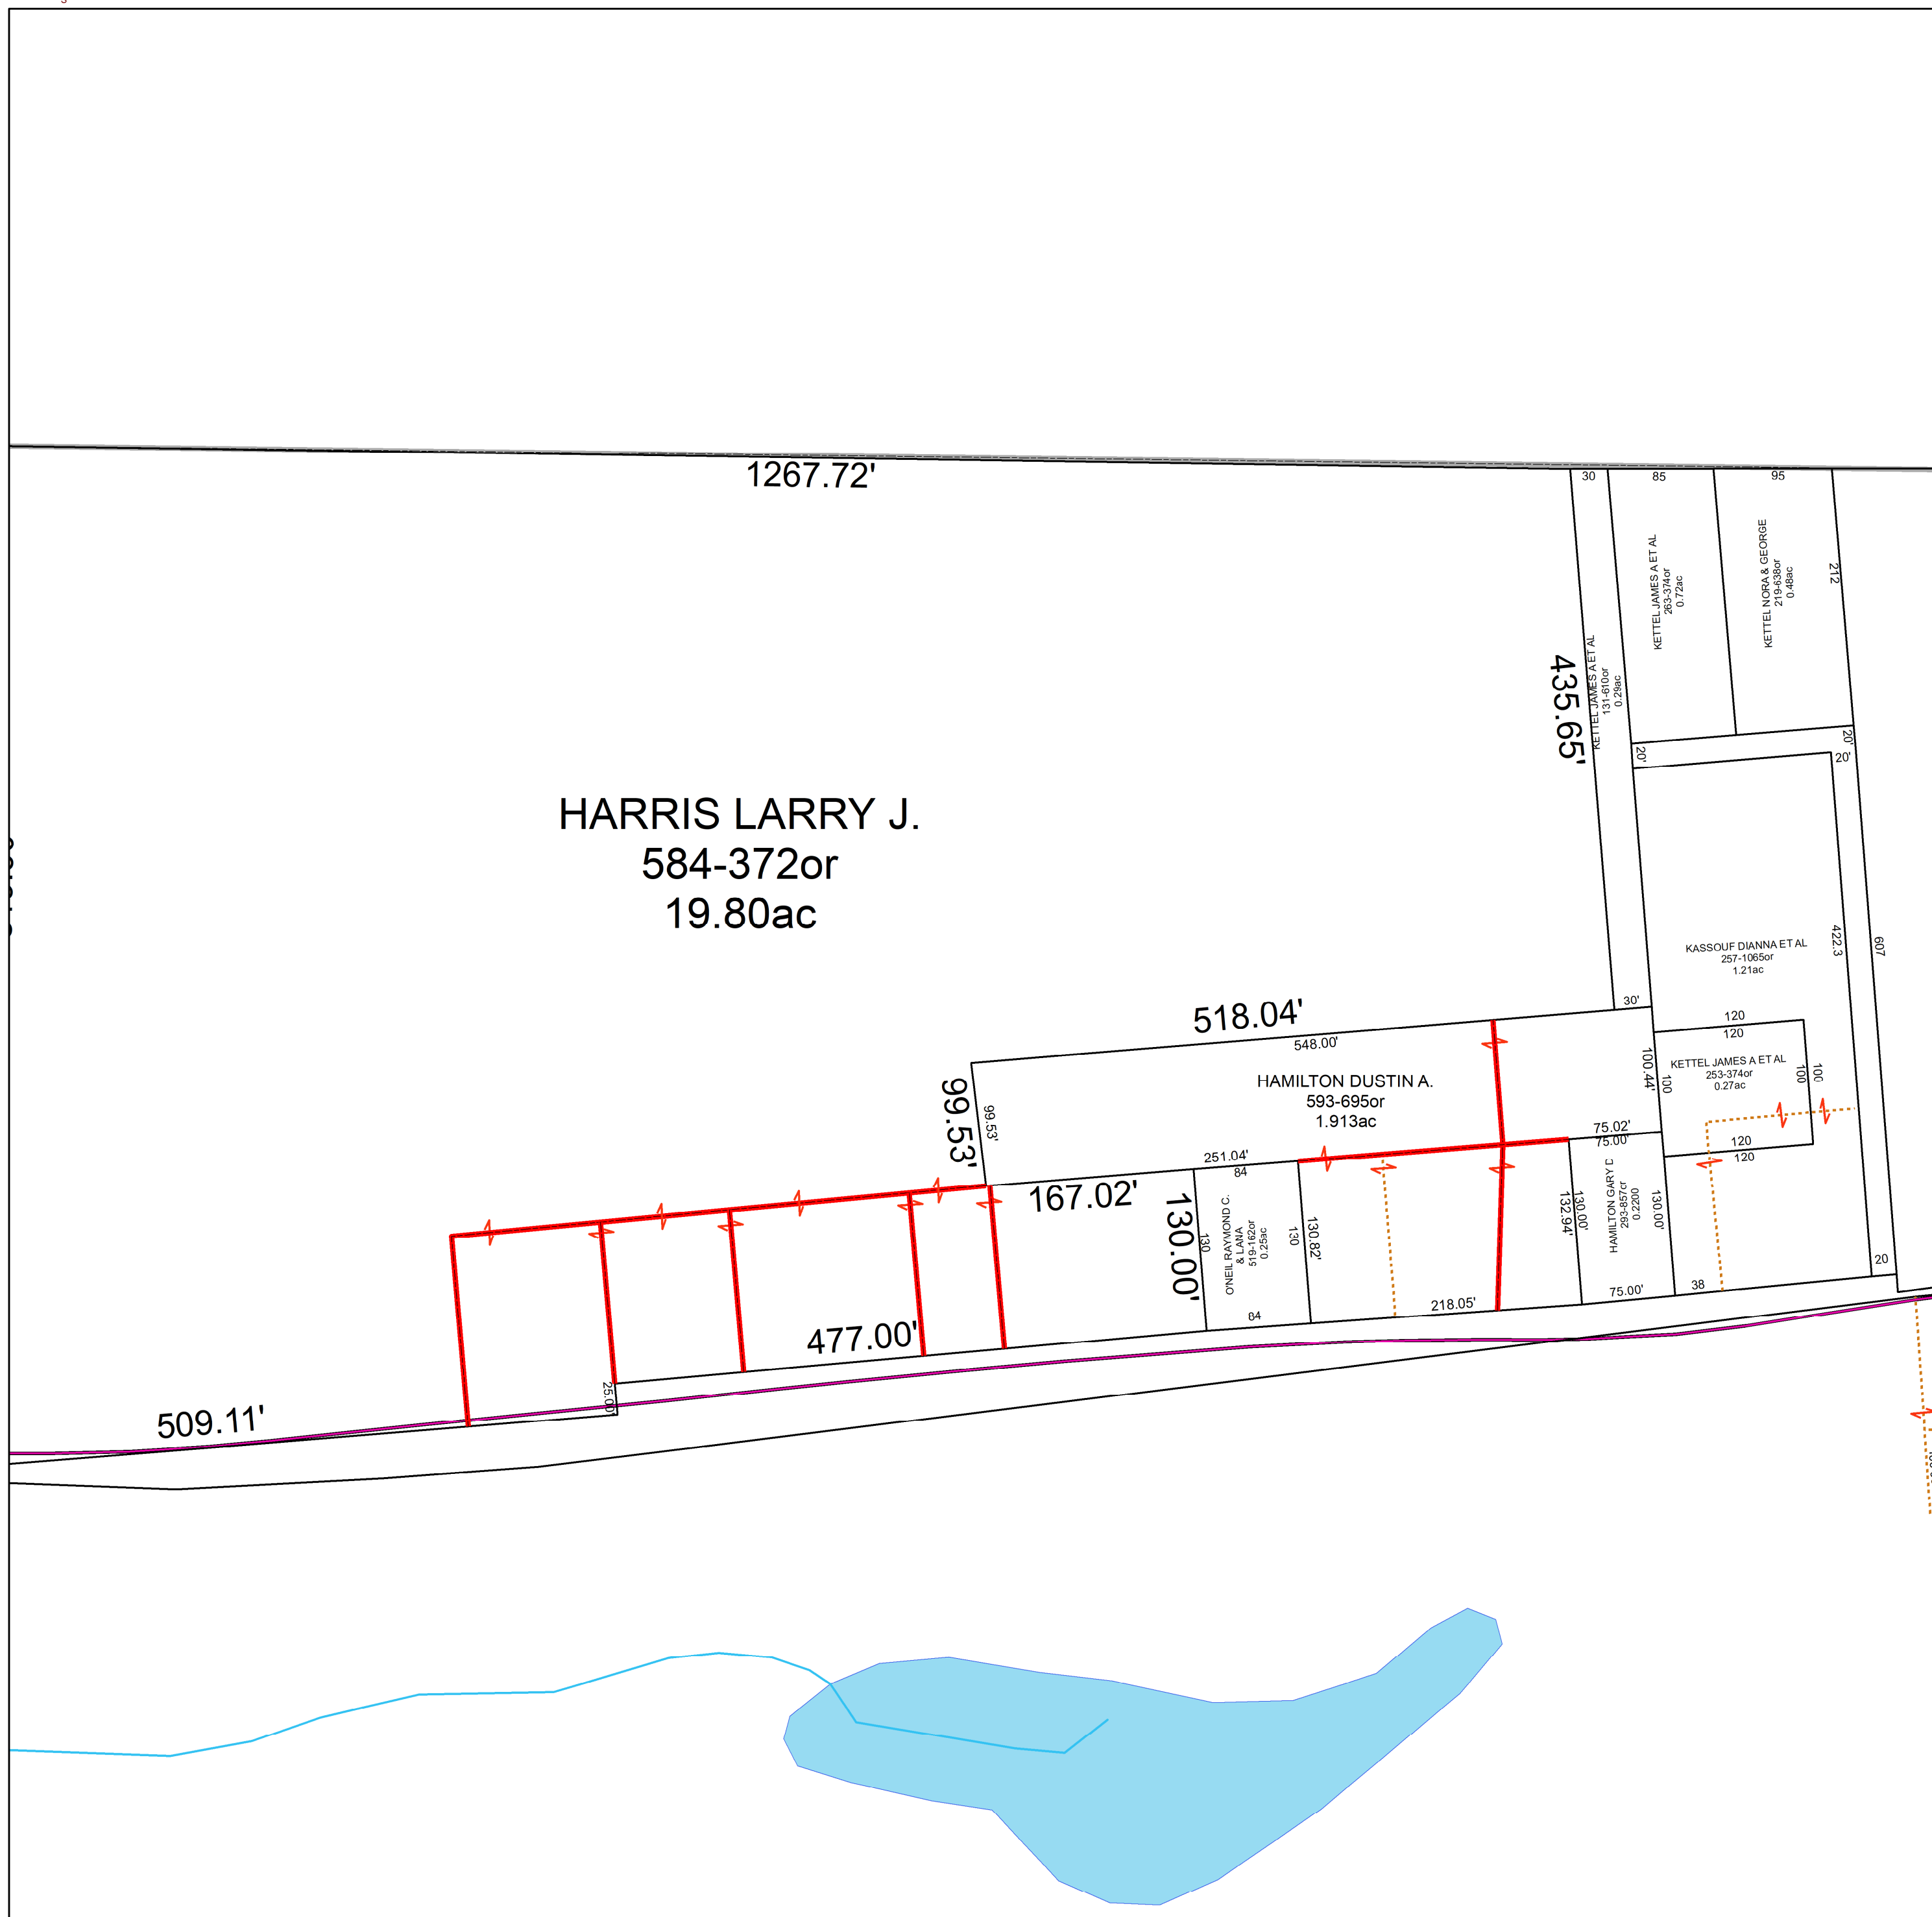 1267.72'
30
85
95
KETTEL JAMES A ET AL
263-374or
0.72ac
KETTEL NORA & GEORGE
219-638or
0.48ac
212
435.65'
KETTEL JAMES A ET AL
131-610or
0.29ac
20'
20'
20'
HARRIS LARRY J.
584-372or
19.80ac
KASSOUF DIANNA ET AL
257-1065or
1.21ac
422.3
607
518.04'
548.00'
30'
120
120
HAMILTON DUSTIN A.
593-695or
1.913ac
100.44'
100
KETTEL JAMES A ET AL
253-374or
0.27ac
100
100
99.53'
99.53'
75.02'
75.00'
120
120
251.04'
84
167.02'
130.00'
130
O'NEIL RAYMOND C.
& LANA
519-162or
0.25ac
130
130.82'
132.94'
130.00'
HAMILTON GARY D
293-857or
0.200
130.00'
20
84
218.05'
75.00'
38
477.00'
25.00'
509.11'